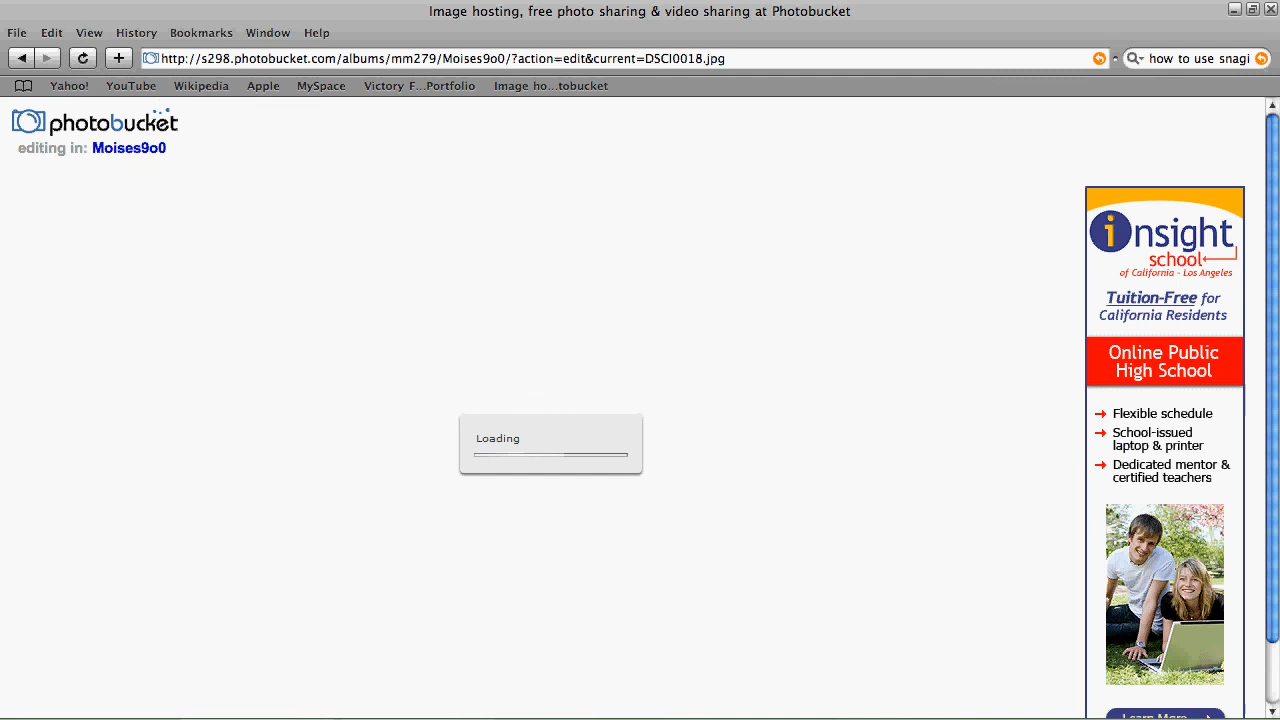 Image hosting, free photo sharing & video sharing at Photobucket
File Edit View History Bookmarks Window Help
http://s298.photobucket.com/albums/mm279/Moises9o0/?action=edit&current=DSCI0018.jpg
how to use snagi
Yahoo! YouTube Wikipedia Apple MySpace Victory F...Portfolio Image ho...tobucket
photobucket
editing in: Moises9o0
insight
school
of California - Los Angeles
Tuition-Free for
California Residents
Online Public
High School
Flexible schedule
School-issued
laptop & printer
Dedicated mentor &
certified teachers
Loading
Learn More